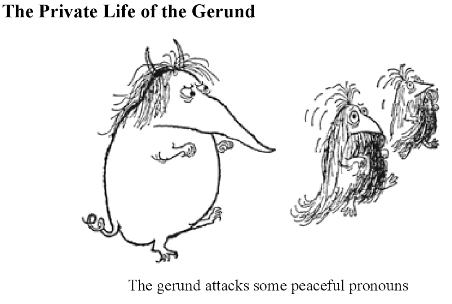 The Private Life of the Gerund
The gerund attacks some peaceful pronouns